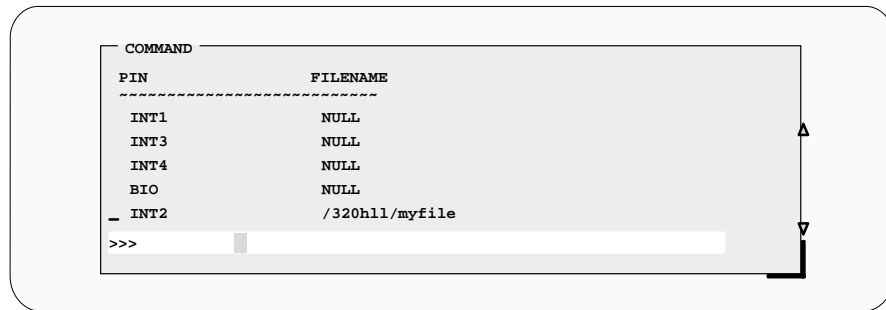 COMMAND
PIN FILENAME
~~~~~~~~~~~~~~~~~~~~~~~~~~~
INT1 NULL
INT3 NULL
INT4 NULL
BIO NULL
INT2 /320hll/myfile
>>>